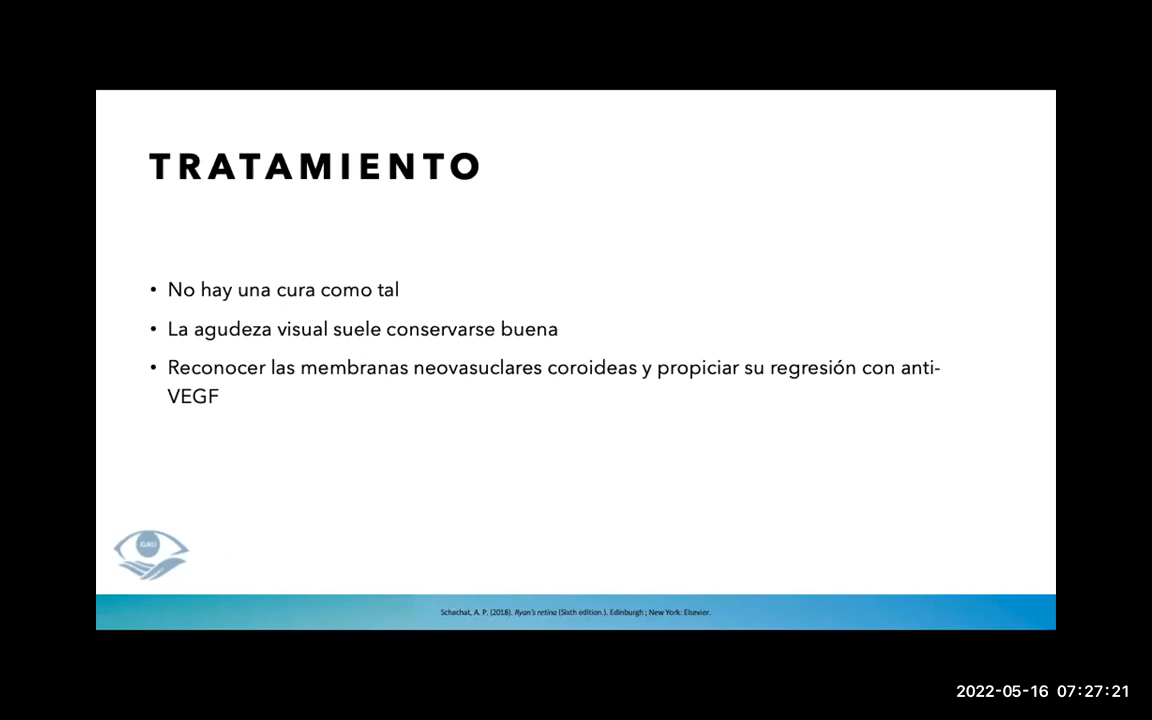 TRATAMIENTO
• No hay una cura como tal
• La agudeza visual suele conservarse buena
• Reconocer las membranas neovasuclares coroideas y propiciar su regresión con anti-
VEGF
Schachat, A. P. (2018). Ryan's retina (Sixth edition.). Edinburgh ; New York: Elsevier.
2022-05-16 07:27:21